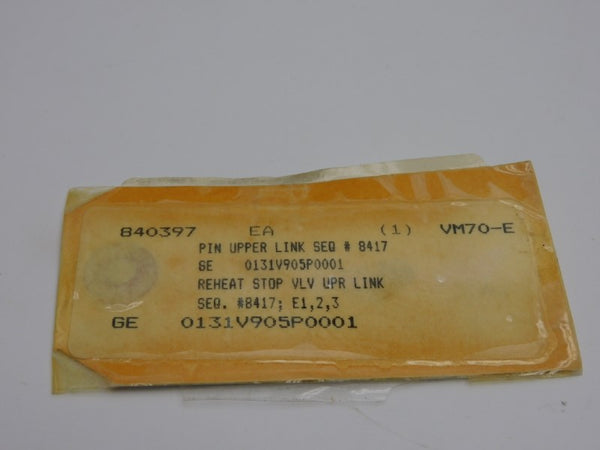 840397 EA (1) VM70-E
PIN UPPER LINK SEQ # 8417
GE 0131V905P0001
REHEAT STOP VLV UPR LINK
SEQ. #8417; E1,2,3
GE 0131V905P0001